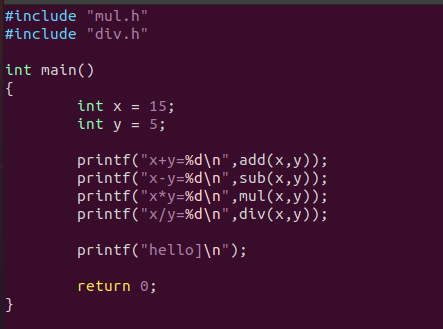 #include "mul.h"
#include "div.h"
int main()
{
int x = 15;
int y = 5;
printf("x+y=%d\n",add(x,y));
printf("x-y=%d\n",sub(x,y));
printf("x*y=%d\n",mul(x,y));
printf("x/y=%d\n",div(x,y));
printf("hello]\n");
return 0;
}